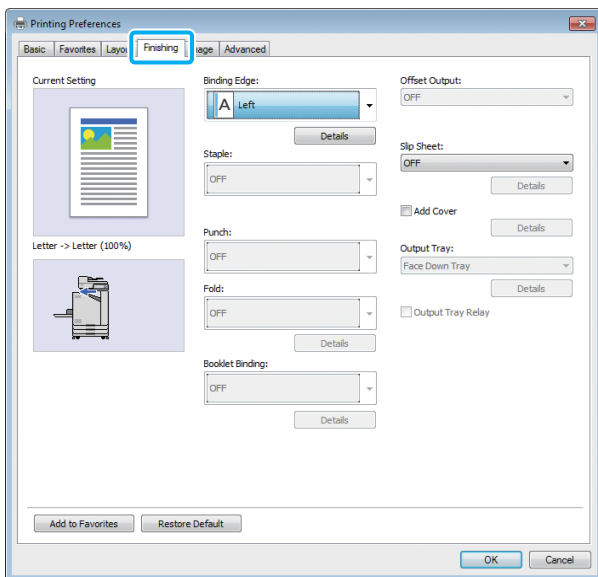 Printing Preferences
Basic Favorites Layou Finishing age Advanced
Current Setting
Letter -> Letter (100%)
Binding Edge:
A Left
Details
Staple:
OFF
Punch:
OFF
Fold:
OFF
Details
Booklet Binding:
OFF
Details
Offset Output:
OFF
Slip Sheet:
OFF
Details
Add Cover
Details
Output Tray:
Face Down Tray
Details
Output Tray Relay
Add to Favorites Restore Default
OK Cancel